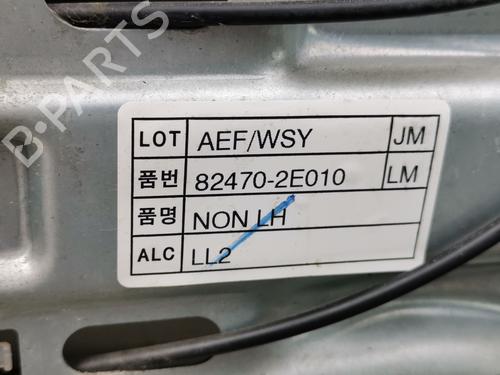 B-PARTS
LOT AEF/WSY JM
품번 82470-2E010 LM
품명 NON LH
ALC LL2